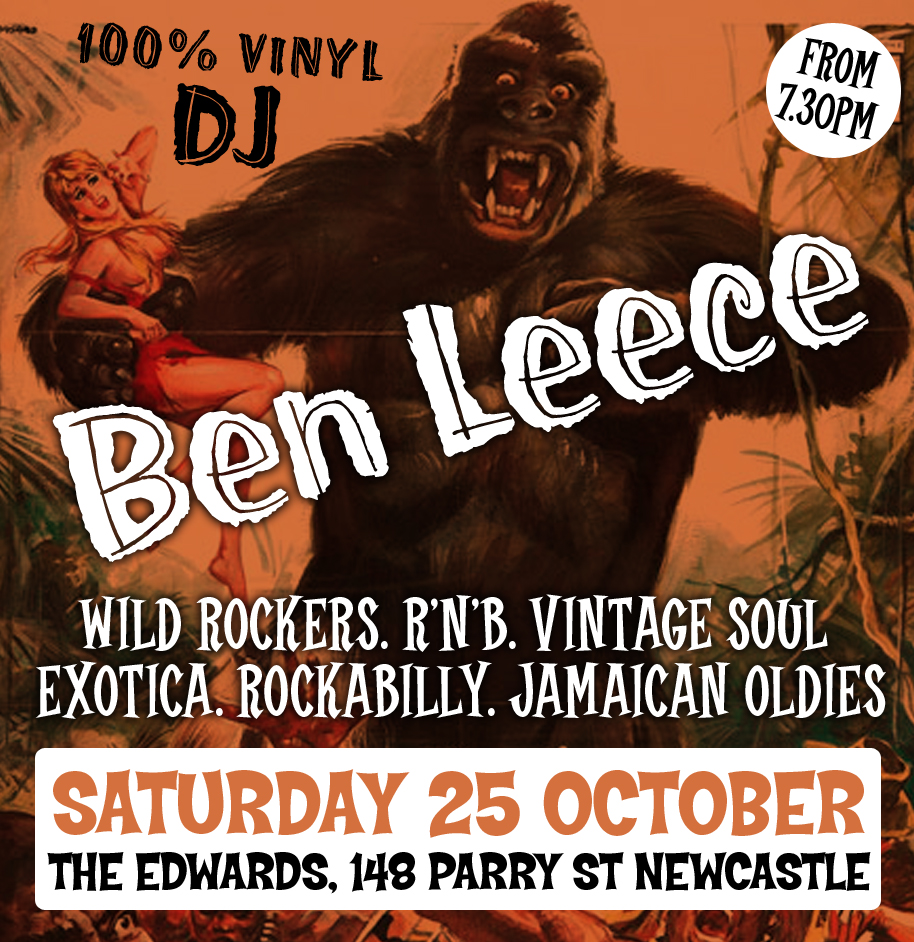 100% VINYL
DJ
FROM
7.30PM
Ben Leece
WILD ROCKERS. R'N'B. VINTAGE SOUL
EXOTICA. ROCKABILLY. JAMAICAN OLDIES
SATURDAY 25 OCTOBER
THE EDWARDS, 148 PARRY ST NEWCASTLE